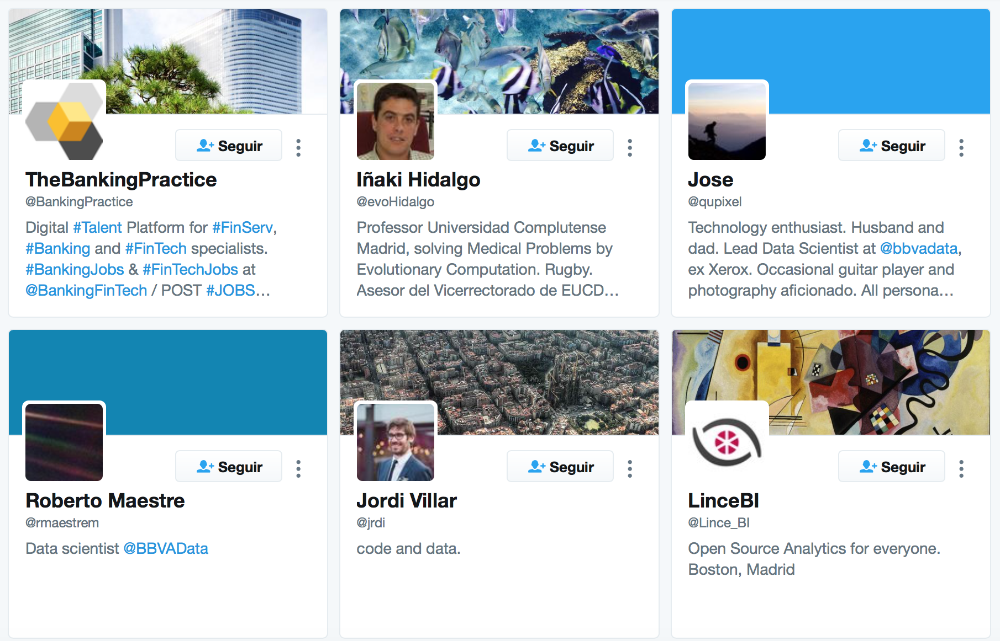 Seguir
TheBankingPractice
@BankingPractice
Digital #Talent Platform for #FinServ,
#Banking and #FinTech specialists.
#BankingJobs & #FinTechJobs at
@BankingFinTech / POST #JOBS…
Seguir
Iñaki Hidalgo
@evoHidalgo
Professor Universidad Complutense
Madrid, solving Medical Problems by
Evolutionary Computation. Rugby.
Asesor del Vicerrectorado de EUCD…
Seguir
Jose
@qupixel
Technology enthusiast. Husband and
dad. Lead Data Scientist at @bbvadata,
ex Xerox. Occasional guitar player and
photography aficionado. All persona…
Seguir
Roberto Maestre
@rmaestrem
Data scientist @BBVAData
Seguir
Jordi Villar
@jrdi
code and data.
Seguir
LinceBI
@Lince_BI
Open Source Analytics for everyone.
Boston, Madrid